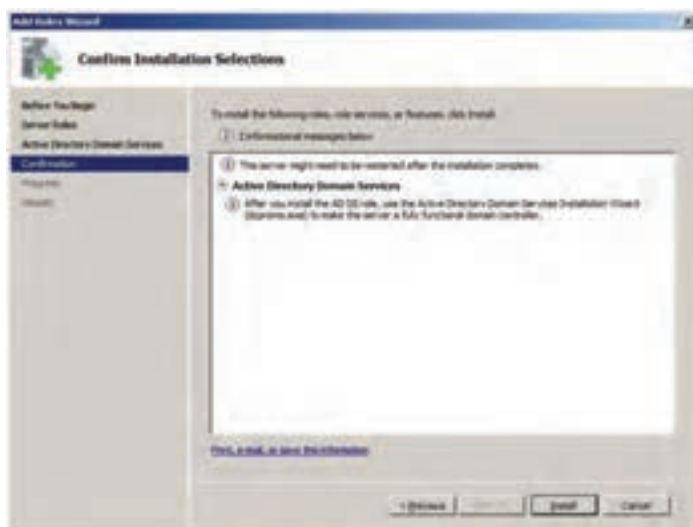 Add Roles Wizard
Confirm Installation Selections
Before You Begin
Server Roles
Active Directory Domain Services
Confirmation
Progress
Results
To install the following roles, role services, or features, click Install.
informational messages below
This server might need to be restarted after the installation completes.
Active Directory Domain Services
After you install the AD DS role, use the Active Directory Domain Services Installation Wizard
(dcpromo.exe) to make the server a fully functional domain controller.
Print, e-mail, or save this information
< Previous
Install
Cancel